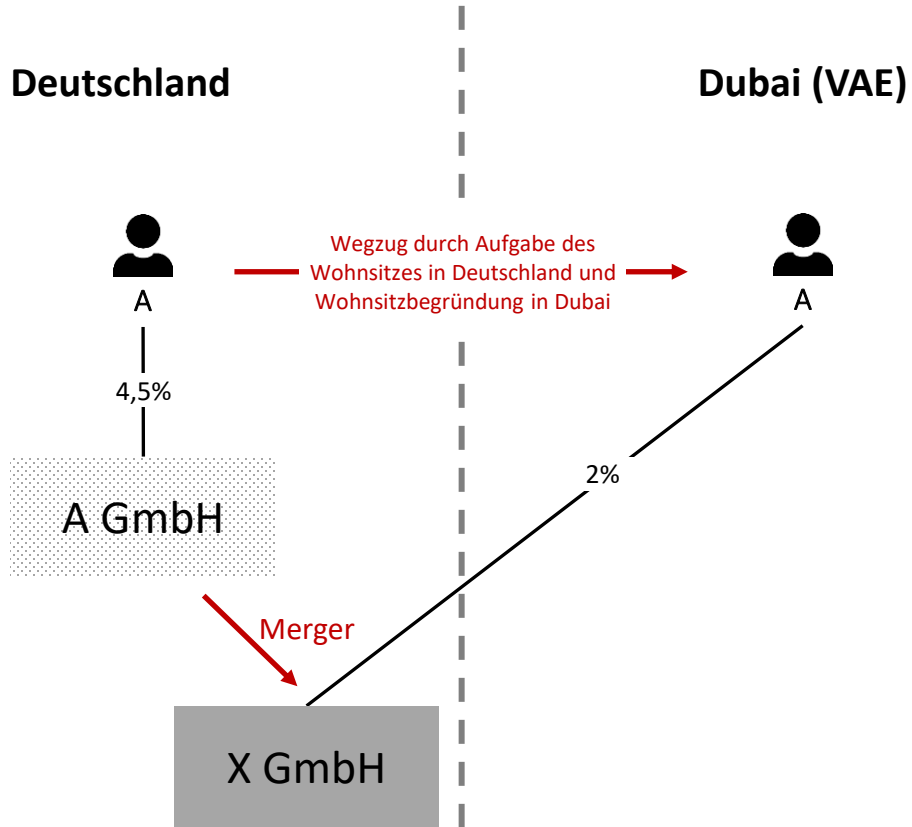 Deutschland
Dubai (VAE)
Wegzug durch Aufgabe des
Wohnsitzes in Deutschland und
Wohnsitzbegründung in Dubai
A
A
4,5%
2%
A GmbH
Merger
X GmbH